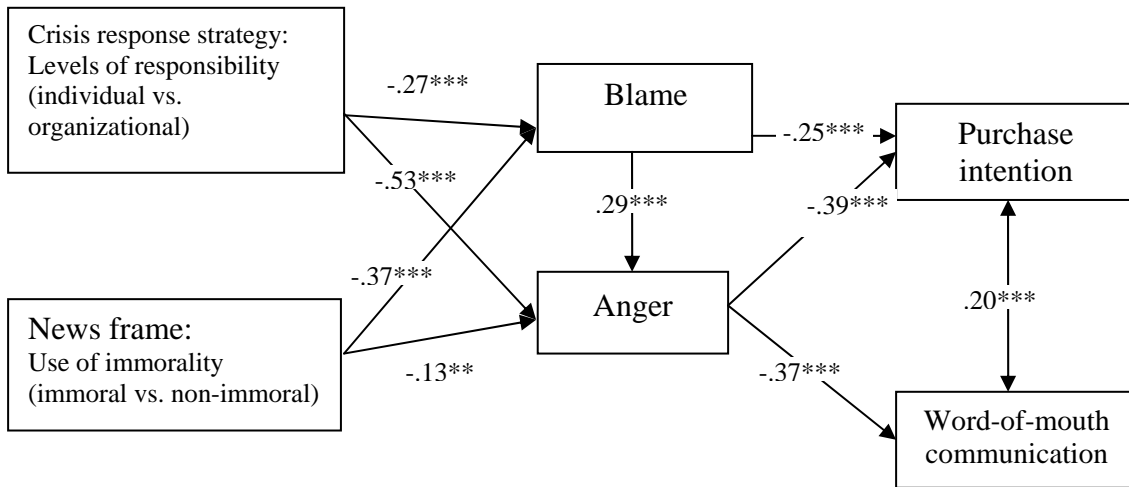 Crisis response strategy:
Levels of responsibility
(individual vs.
organizational)
-.27***
Blame
-.25***
Purchase
intention
-.53***
.29***
-.39***
-.37***
News frame:
Use of immorality
(immoral vs. non-immoral)
-.13**
Anger
.20***
-.37***
Word-of-mouth
communication